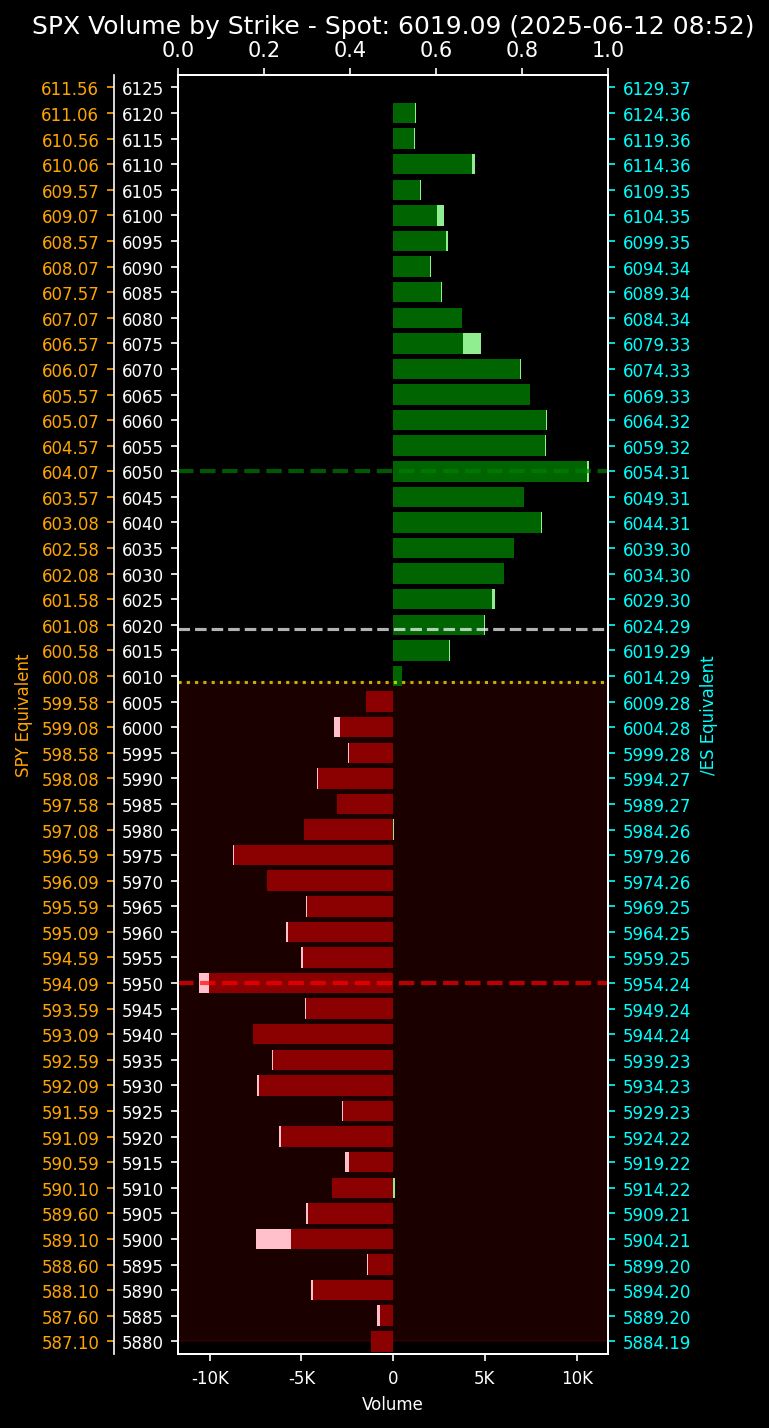 SPX Volume by Strike - Spot: 6019.09 (2025-06-12 08:52)
0.0 0.2 0.4 0.6 0.8 1.0
611.56 6125 6129.37
611.06 6120 6124.36
610.56 6115 6119.36
610.06 6110 6114.36
609.57 6105 6109.35
609.07 6100 6104.35
608.57 6095 6099.35
608.07 6090 6094.34
607.57 6085 6089.34
607.07 6080 6084.34
606.57 6075 6079.33
606.07 6070 6074.33
605.57 6065 6069.33
605.07 6060 6064.32
604.57 6055 6059.32
604.07 6050 6054.31
603.57 6045 6049.31
603.08 6040 6044.31
602.58 6035 6039.30
602.08 6030 6034.30
601.58 6025 6029.30
601.08 6020 6024.29
600.58 6015 6019.29
600.08 6010 6014.29
599.58 6005 6009.28
599.08 6000 6004.28
598.58 5995 5999.28
598.08 5990 5994.27
597.58 5985 5989.27
597.08 5980 5984.26
596.59 5975 5979.26
596.09 5970 5974.26
595.59 5965 5969.25
595.09 5960 5964.25
594.59 5955 5959.25
594.09 5950 5954.24
593.59 5945 5949.24
593.09 5940 5944.24
592.59 5935 5939.23
592.09 5930 5934.23
591.59 5925 5929.23
591.09 5920 5924.22
590.59 5915 5919.22
590.10 5910 5914.22
589.60 5905 5909.21
589.10 5900 5904.21
588.60 5895 5899.20
588.10 5890 5894.20
587.60 5885 5889.20
587.10 5880 5884.19
SPY Equivalent
/ES Equivalent
-10K -5K 0 5K 10K
Volume